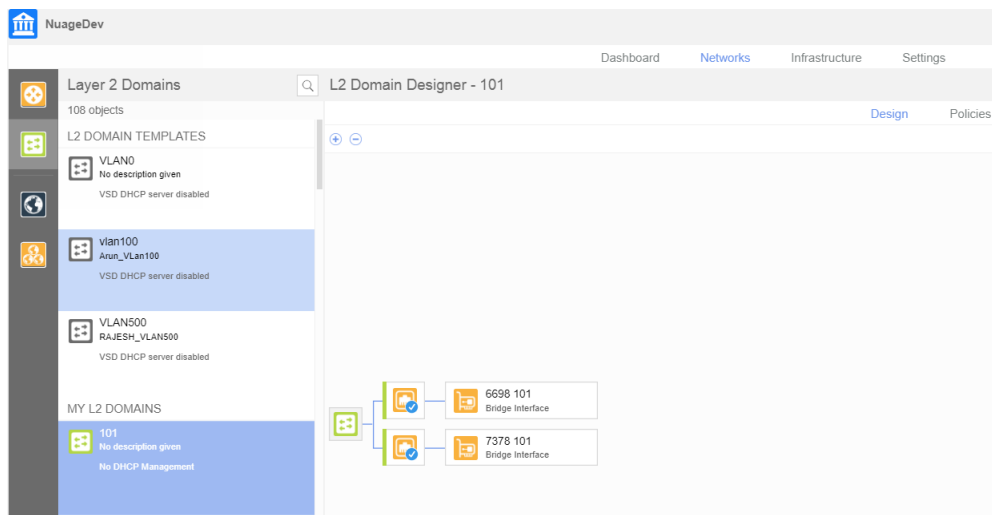 NuageDev
Dashboard Networks Infrastructure Settings
Layer 2 Domains
L2 Domain Designer - 101
108 objects
Design Policies
L2 DOMAIN TEMPLATES
VLAN0
No description given
VSD DHCP server disabled
vlan100
Arun_VLan100
VSD DHCP server disabled
VLAN500
RAJESH_VLAN500
VSD DHCP server disabled
MY L2 DOMAINS
101
No description given
No DHCP Management
6698 101
Bridge Interface
7378 101
Bridge Interface